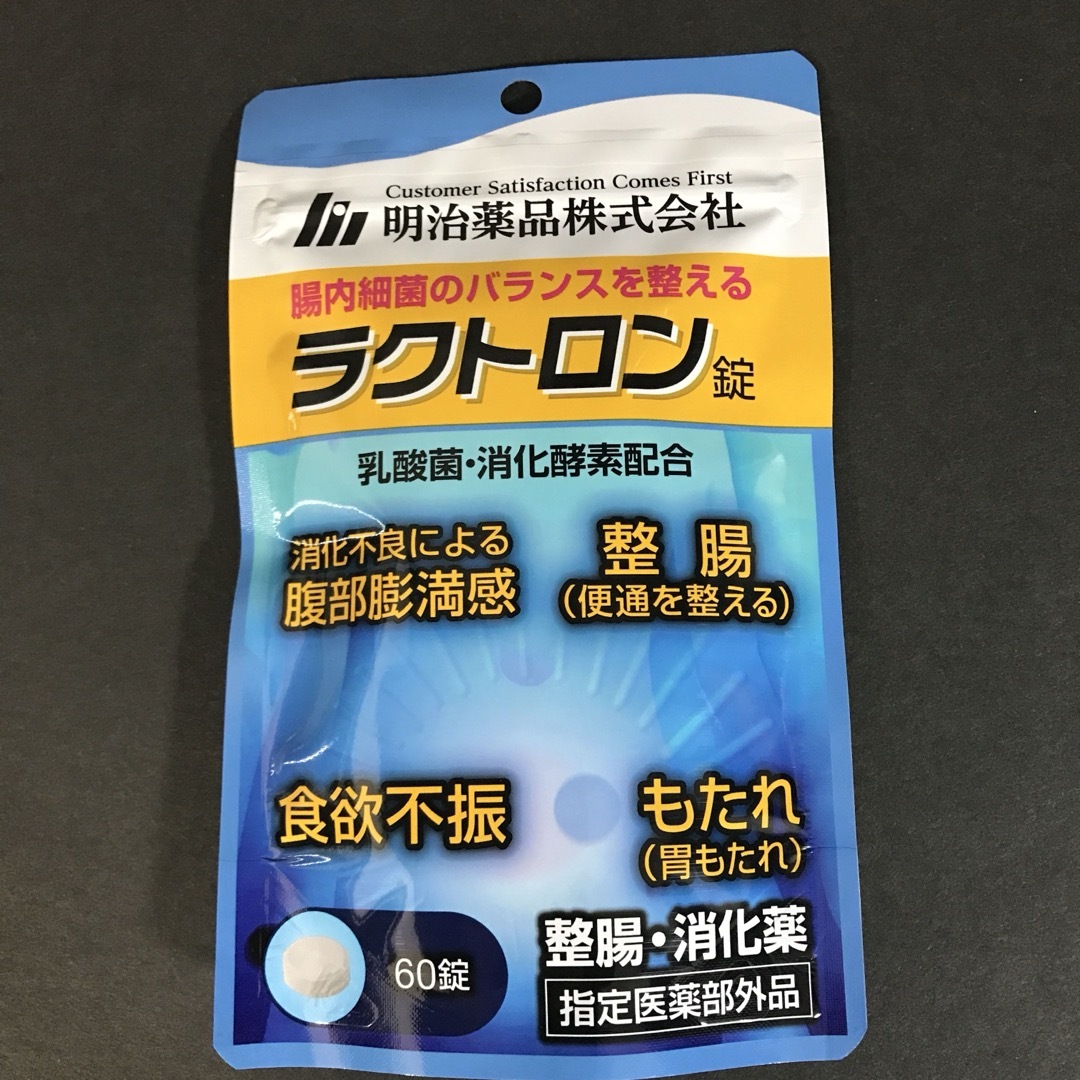 Customer Satisfaction Comes First
明治薬品株式会社
腸内細菌のバランスを整える
ラクトロン錠
乳酸菌・消化酵素配合
消化不良による
腹部膨満感
整腸
(便通を整える)
食欲不振
もたれ
(胃もたれ)
60錠
整腸・消化薬
指定医薬部外品